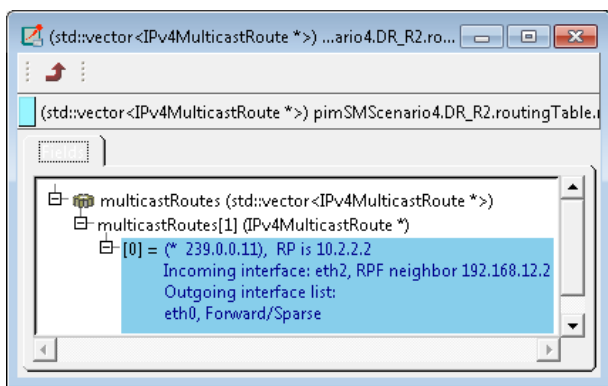 (std::vector<IPv4MulticastRoute *>) ...ario4.DR_R2.ro...
(std::vector<IPv4MulticastRoute *>) pimSMScenario4.DR_R2.routingTable.
Fields
multicastRoutes (std::vector<IPv4MulticastRoute *>)
multicastRoutes[1] (IPv4MulticastRoute *)
[0] = (* 239.0.0.11), RP is 10.2.2.2
Incoming interface: eth2, RPF neighbor 192.168.12.2
Outgoing interface list:
eth0, Forward/Sparse